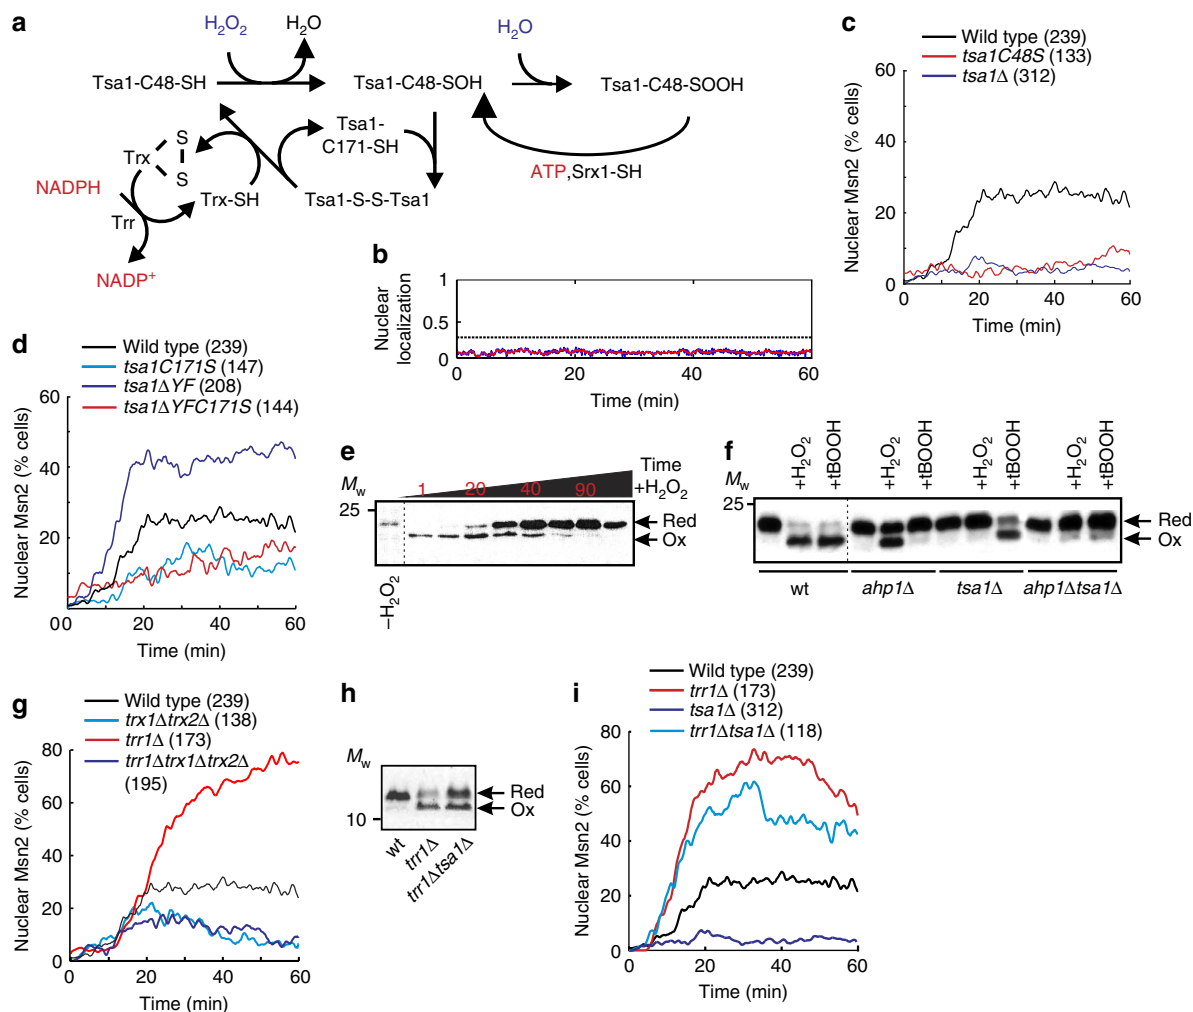 a
H2O2
H2O
H2O
Tsa1-C48-SH
Tsa1-C48-SOH
Tsa1-C48-SOOH
Tsa1-
C171-SH
S
Trx
S
ATP,Srx1-SH
NADPH
Trr
Trx-SH
Tsa1-S-S-Tsa1
NADP+
b
1
0.5
0
Nuclear
localization
0
20
40
60
Time (min)
c
Wild type (239)
tsa1C48S (133)
tsa1Δ (312)
60
40
20
0
Nuclear Msn2 (% cells)
0
20
40
60
Time (min)
d
Wild type (239)
tsa1C171S (147)
tsa1ΔYF (208)
tsa1ΔYFC171S (144)
60
40
20
0
Nuclear Msn2 (% cells)
0
20
40
60
Time (min)
e
Time
+H2O2
Mw
1
20
40
90
25
Red
Ox
–H2O2
f
+H2O2
+tBOOH
+H2O2
+tBOOH
+H2O2
+tBOOH
+H2O2
+tBOOH
Mw
25
Red
Ox
wt
ahp1Δ
tsa1Δ
ahp1Δtsa1Δ
g
Wild type (239)
trx1Δtrx2Δ (138)
trr1Δ (173)
trr1Δtrx1Δtrx2Δ
(195)
80
60
40
20
0
Nuclear Msn2 (% cells)
0
20
40
60
Time (min)
h
Mw
Red
Ox
10
wt
trr1Δ
trr1Δtsa1Δ
i
Wild type (239)
trr1Δ (173)
tsa1Δ (312)
trr1Δtsa1Δ (118)
80
60
40
20
0
Nuclear Msn2 (% cells)
0
20
40
60
Time (min)